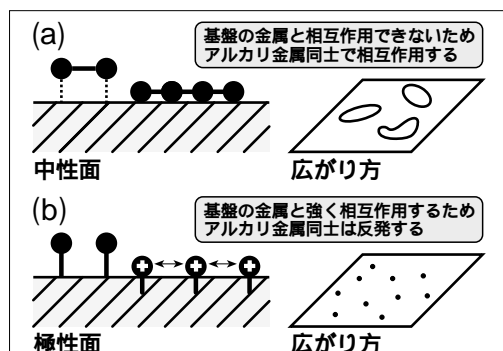 (a)
基盤の金属と相互作用できないため
アルカリ金属同士で相互作用する
中性面
広がり方
(b)
基盤の金属と強く相互作用するため
アルカリ金属同士は反発する
極性面
広がり方